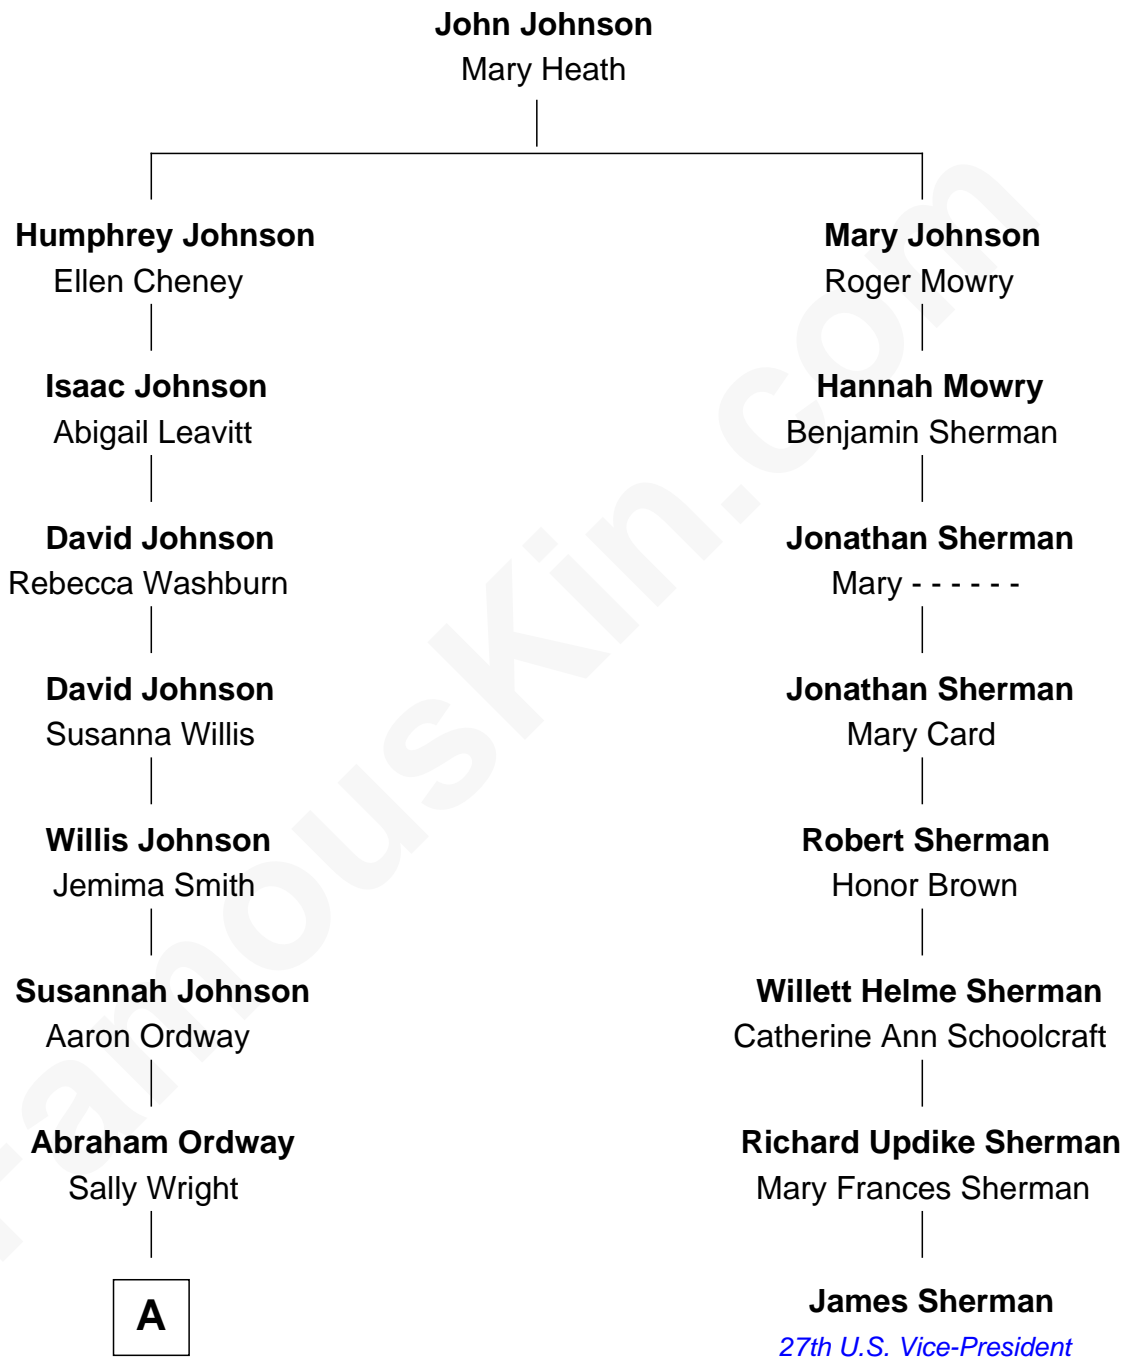 John Johnson
Mary Heath
Humphrey Johnson
Ellen Cheney
Mary Johnson
Roger Mowry
Isaac Johnson
Abigail Leavitt
Hannah Mowry
Benjamin Sherman
David Johnson
Rebecca Washburn
Jonathan Sherman
Mary - - - - - -
David Johnson
Susanna Willis
Jonathan Sherman
Mary Card
Willis Johnson
Jemima Smith
Robert Sherman
Honor Brown
Susannah Johnson
Aaron Ordway
Willett Helme Sherman
Catherine Ann Schoolcraft
Abraham Ordway
Sally Wright
Richard Updike Sherman
Mary Frances Sherman
A
James Sherman
27th U.S. Vice-President
FamousKin.com